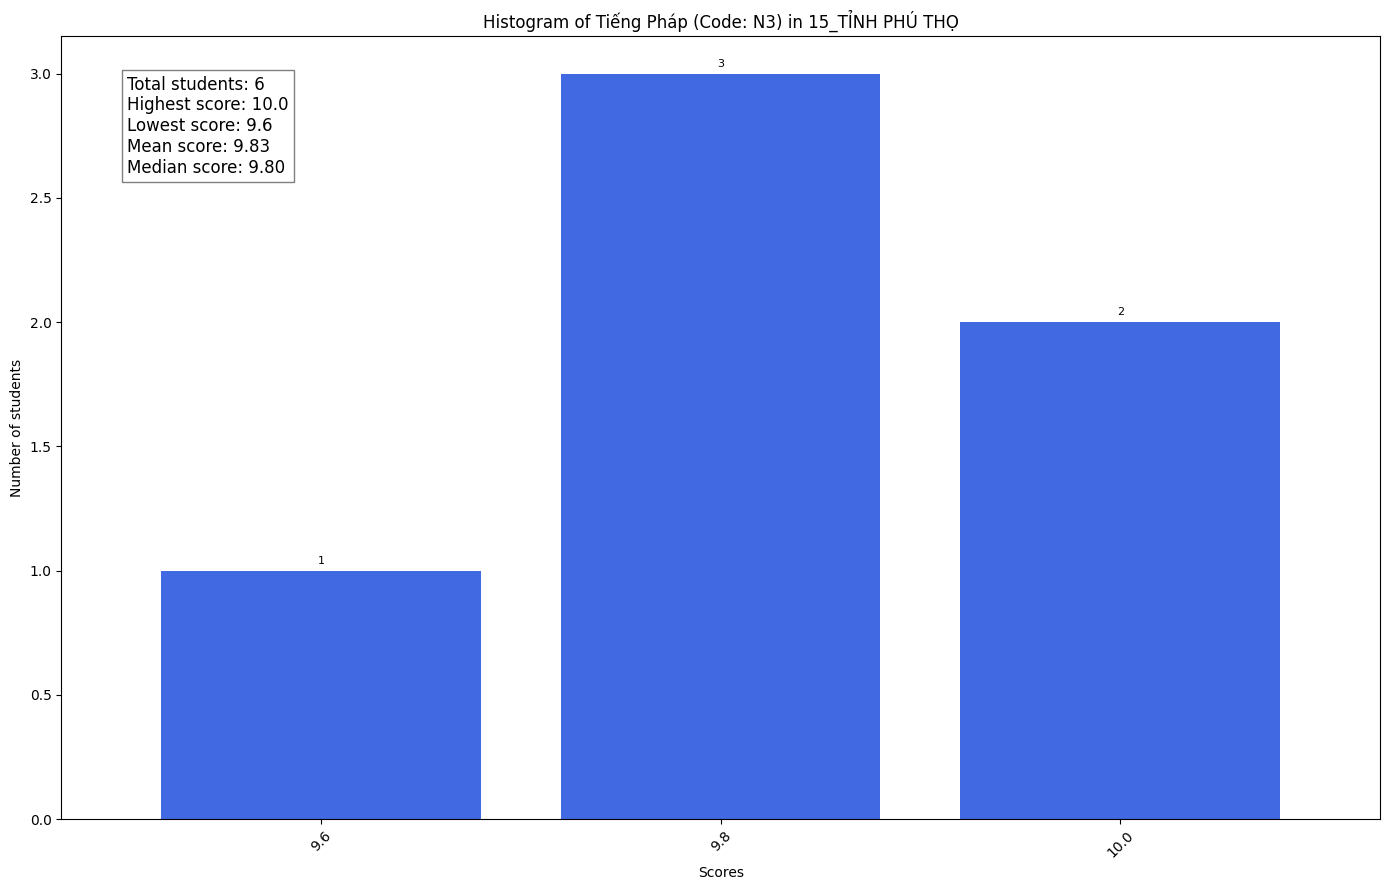 Histogram of Tiếng Pháp (Code: N3) in 15_TỈNH PHÚ THỌ
Total students: 6
Highest score: 10.0
Lowest score: 9.6
Mean score: 9.83
Median score: 9.80
3
2
1
3.0
2.5
2.0
1.5
1.0
0.5
0.0
Number of students
9.6
9.8
10.0
Scores